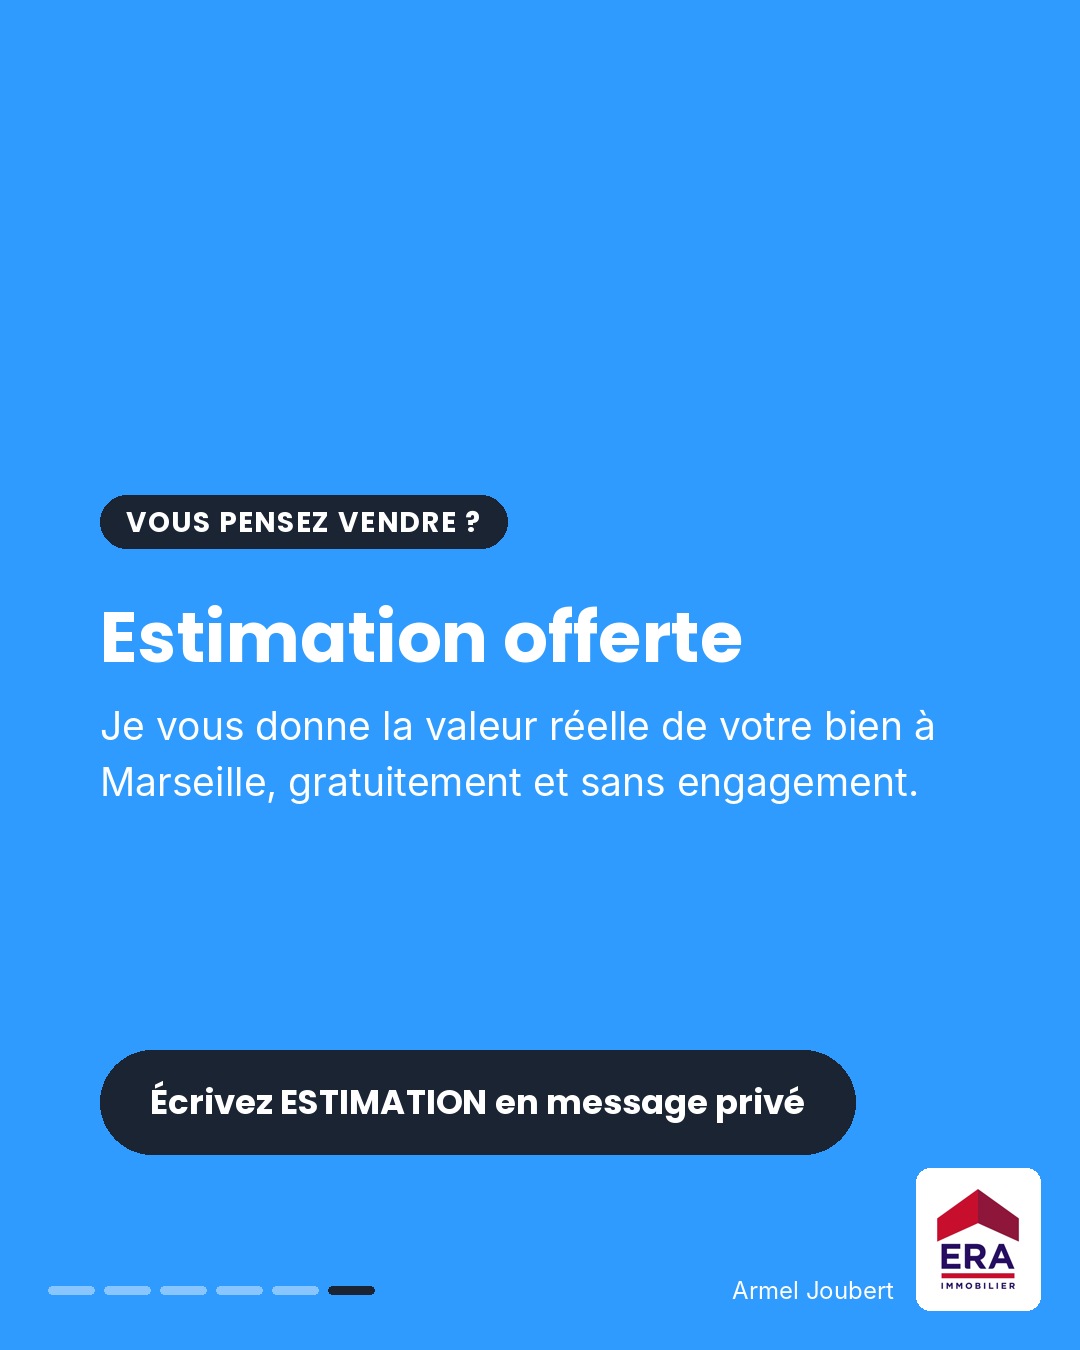 VOUS PENSEZ VENDRE ?
Estimation offerte
Je vous donne la valeur réelle de votre bien à
Marseille, gratuitement et sans engagement.
Écrivez ESTIMATION en message privé
Armel Joubert
ERA
IMMOBILIER